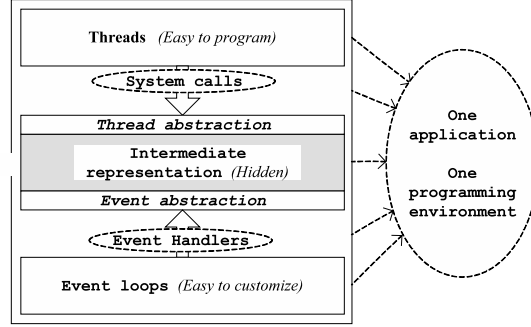 Threads (Easy to program)
System calls
Thread abstraction
Intermediate
representation (Hidden)
Event abstraction
Event Handlers
Event loops (Easy to customize)
One
application
One
programming
environment